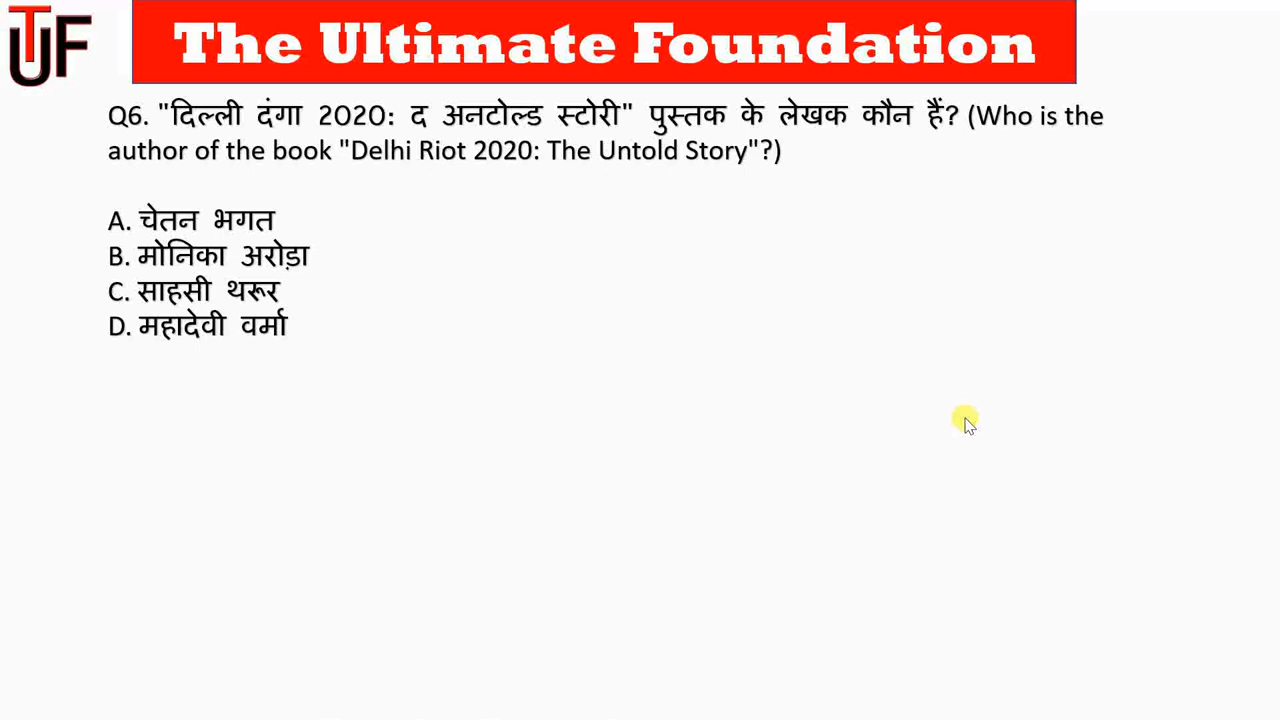 TUF
The Ultimate Foundation
Q6. "दिल्ली दंगा 2020: द अनटोल्ड स्टोरी" पुस्तक के लेखक कौन हैं? (Who is the
author of the book "Delhi Riot 2020: The Untold Story"?)
A. चेतन भगत
B. मोनिका अरोड़ा
C. साहसी थरूर
D. महादेवी वर्मा